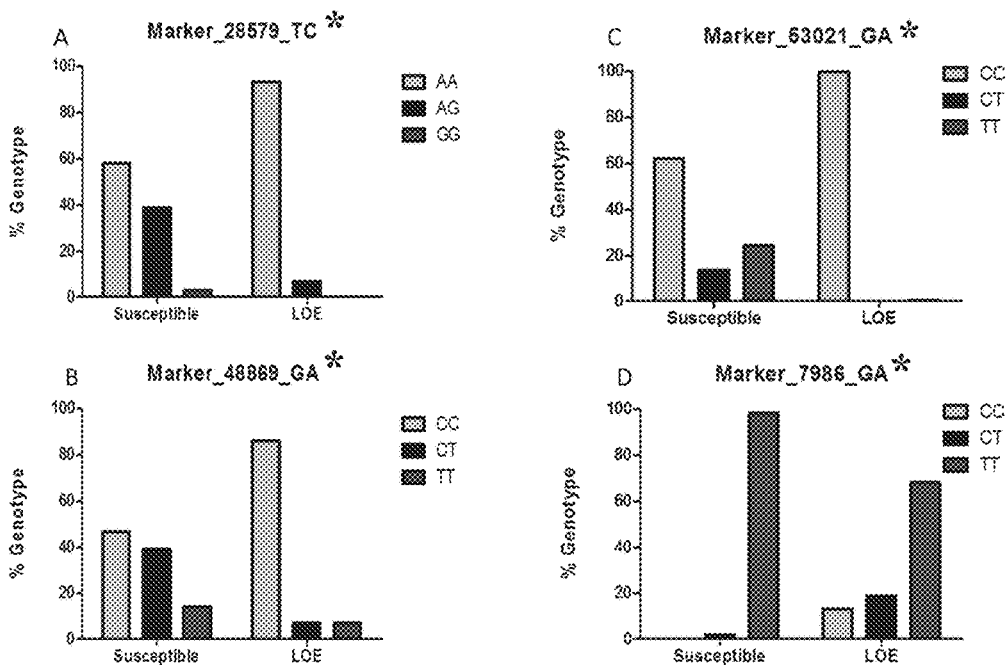 A
Marker_28579_TC *
% Genotype
100
80
60
40
20
0
Susceptible
LOE
AA
AG
GG
B
Marker_48869_GA *
% Genotype
100
80
60
40
20
0
Susceptible
LOE
CC
CT
TT
C
Marker_63021_GA *
% Genotype
100
80
60
40
20
0
Susceptible
LOE
CC
CT
TT
D
Marker_7986_GA *
% Genotype
100
80
60
40
20
0
Susceptible
LOE
CC
CT
TT